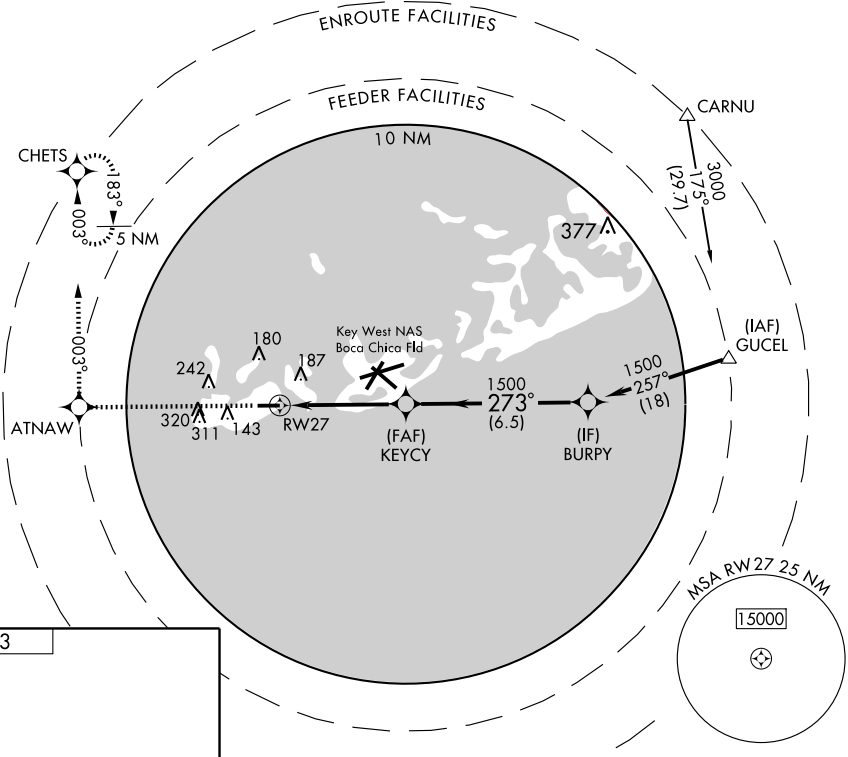 ENROUTE FACILITIES
FEEDER FACILITIES
10 NM
CARNU
3000
175°
(29.7)
CHETS
183°
003°
5 NM
377
(IAF)
GUCEL
1500
257°
(18)
003°
180
Key West NAS
Boca Chica Fld
187
242
1500
273°
(6.5)
ATNAW
320
311
143
RW27
(FAF)
KEYCY
(IF)
BURPY
MSA RW27 25 NM
15000
3